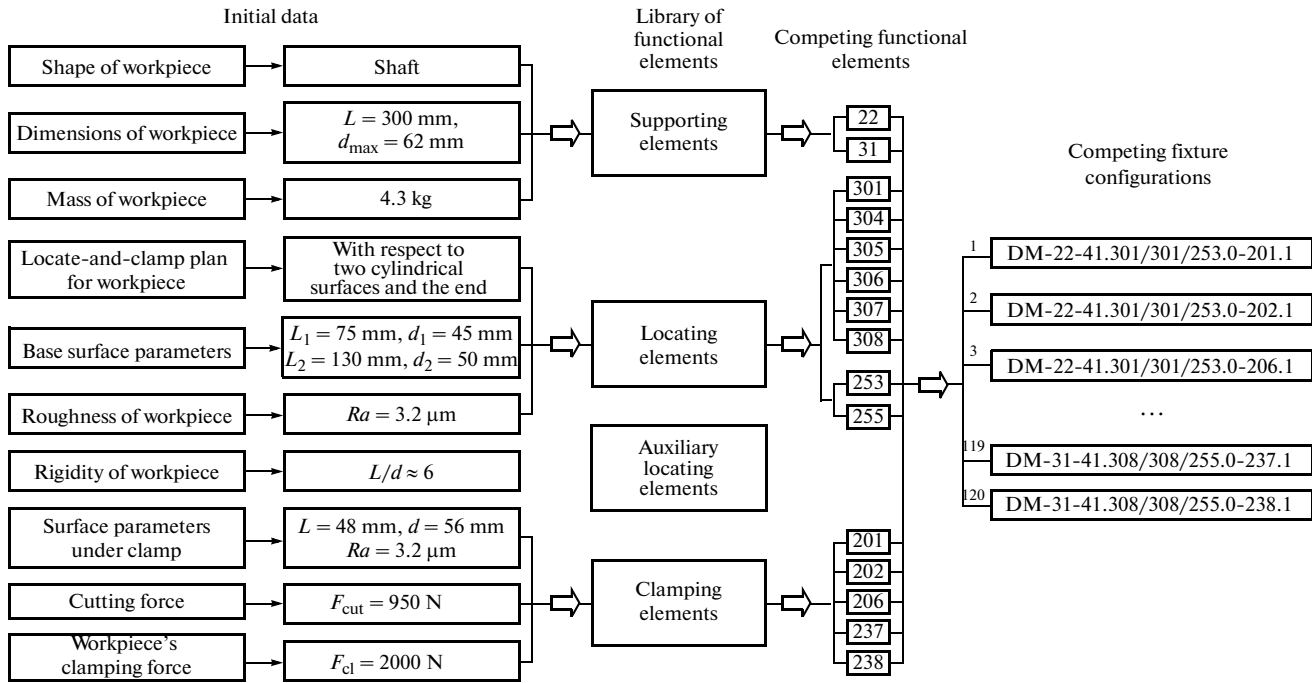 Initial data
Library of
functional
elements
Competing functional
elements
Competing fixture
configurations
Shape of workpiece
Shaft
Dimensions of workpiece
L = 300 mm,
dmax = 62 mm
Mass of workpiece
4.3 kg
Locate-and-clamp plan
for workpiece
With respect to
two cylindrical
surfaces and the end
Base surface parameters
L1 = 75 mm, d1 = 45 mm
L2 = 130 mm, d2 = 50 mm
Roughness of workpiece
Ra = 3.2 μm
Rigidity of workpiece
L/d ≈ 6
Surface parameters
under clamp
L = 48 mm, d = 56 mm
Ra = 3.2 μm
Cutting force
Fcut = 950 N
Workpiece's
clamping force
Fcl = 2000 N
Supporting
elements
Locating
elements
Auxiliary
locating
elements
Clamping
elements
22
31
301
304
305
306
307
308
253
255
201
202
206
237
238
1
DM-22-41.301/301/253.0-201.1
2
DM-22-41.301/301/253.0-202.1
3
DM-22-41.301/301/253.0-206.1
...
119
DM-31-41.308/308/255.0-237.1
120
DM-31-41.308/308/255.0-238.1